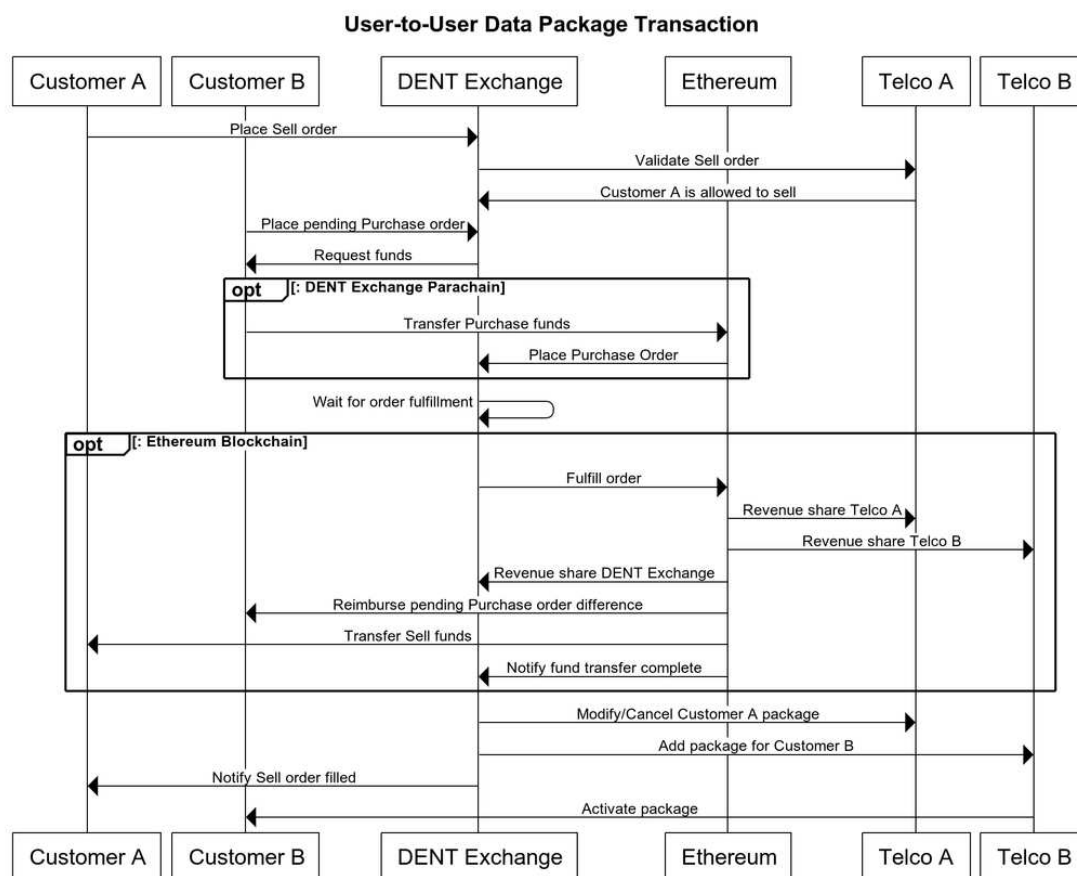 User-to-User Data Package Transaction
Customer A Customer B DENT Exchange Ethereum Telco A Telco B
Place Sell order
Validate Sell order
Customer A is allowed to sell
Place pending Purchase order
Request funds
opt [: DENT Exchange Parachain]
Transfer Purchase funds
Place Purchase Order
Wait for order fulfillment
opt [: Ethereum Blockchain]
Fulfill order
Revenue share Telco A
Revenue share Telco B
Revenue share DENT Exchange
Reimburse pending Purchase order difference
Transfer Sell funds
Notify fund transfer complete
Modify/Cancel Customer A package
Add package for Customer B
Notify Sell order filled
Activate package
Customer A Customer B DENT Exchange Ethereum Telco A Telco B